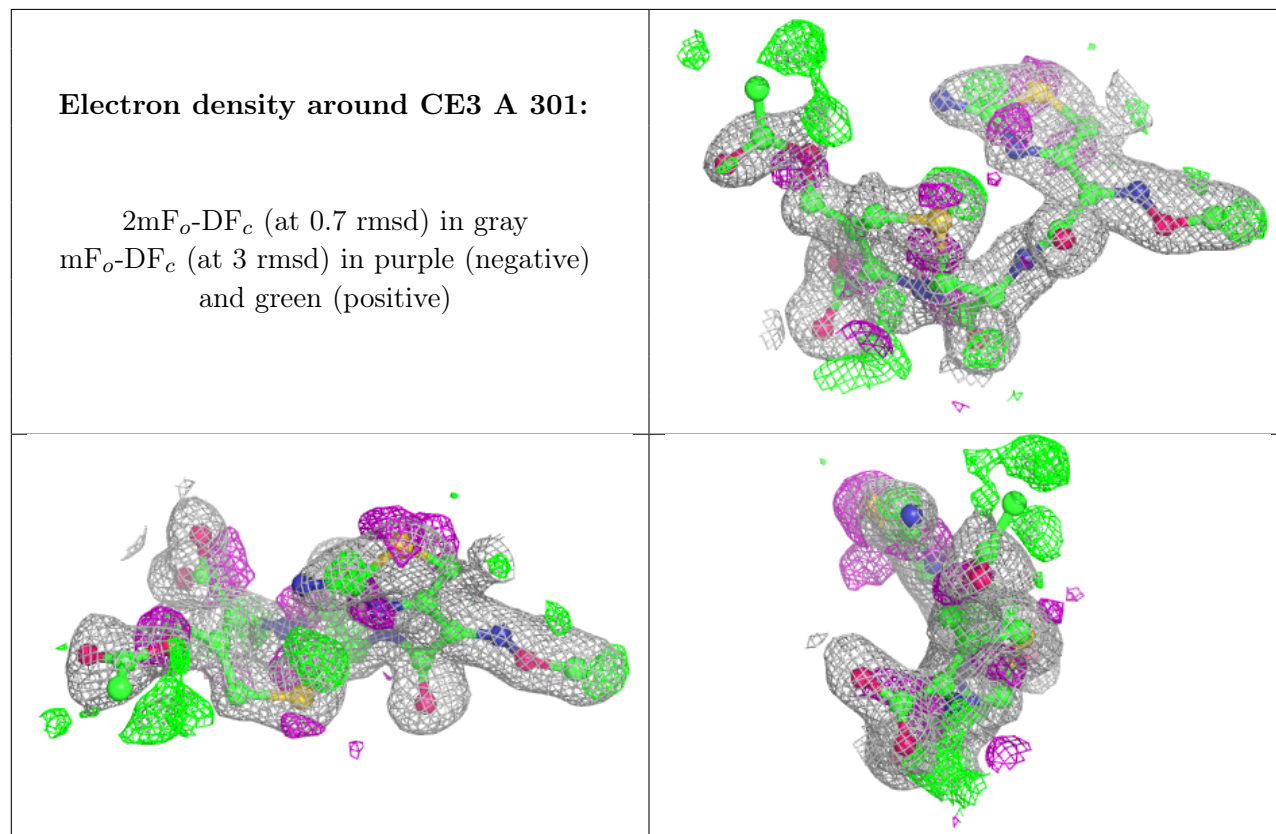 Electron density around CE3 A 301:
2mFo-DFc (at 0.7 rmsd) in gray
mFo-DFc (at 3 rmsd) in purple (negative)
and green (positive)